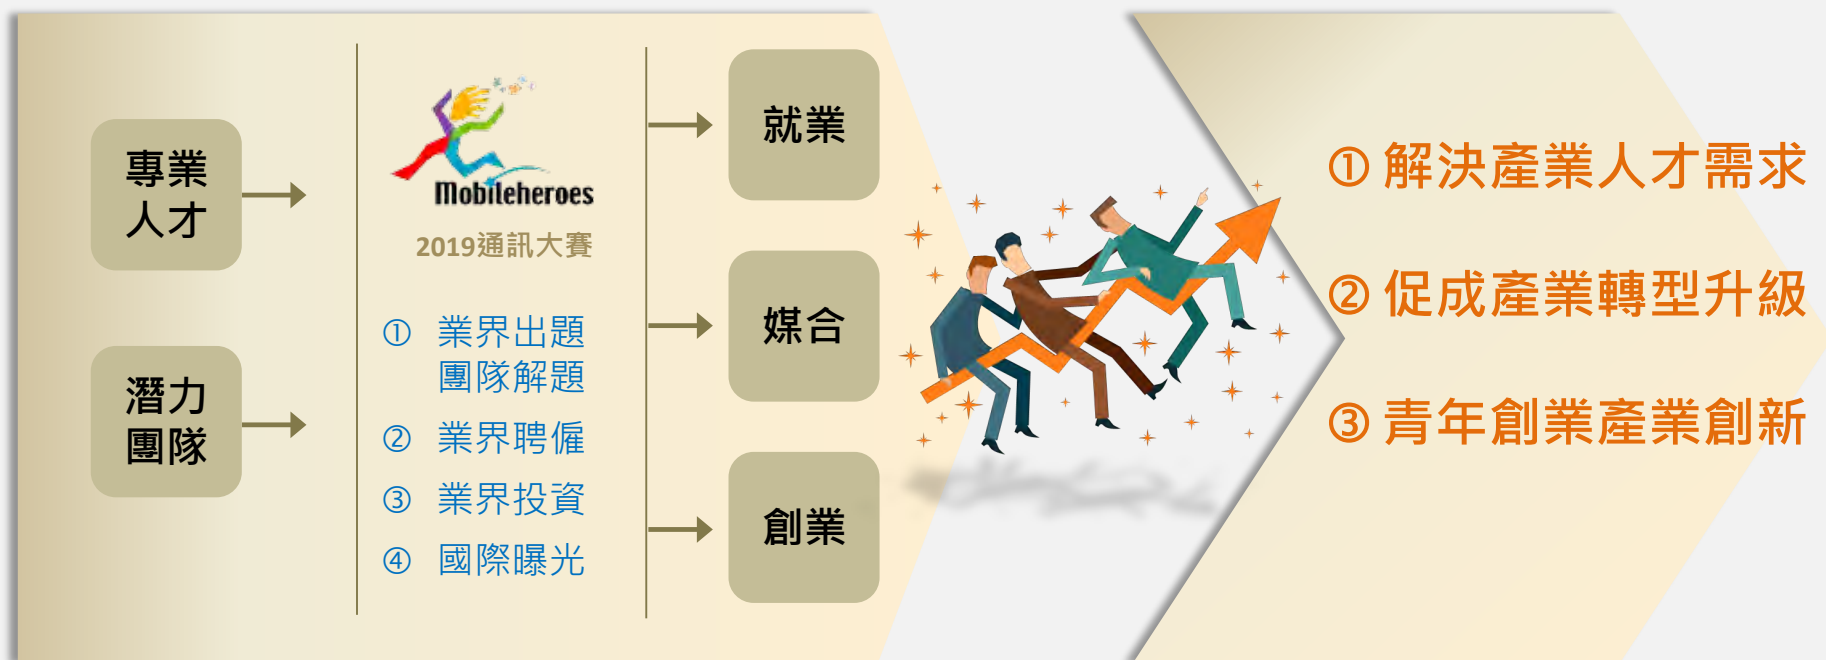 專業
人才
潛力
團隊
Mobileheroes
2019通訊大賽
① 業界出題
團隊解題
② 業界聘僱
③ 業界投資
④ 國際曝光
就業
媒合
創業
① 解決產業人才需求
② 促成產業轉型升級
③ 青年創業產業創新